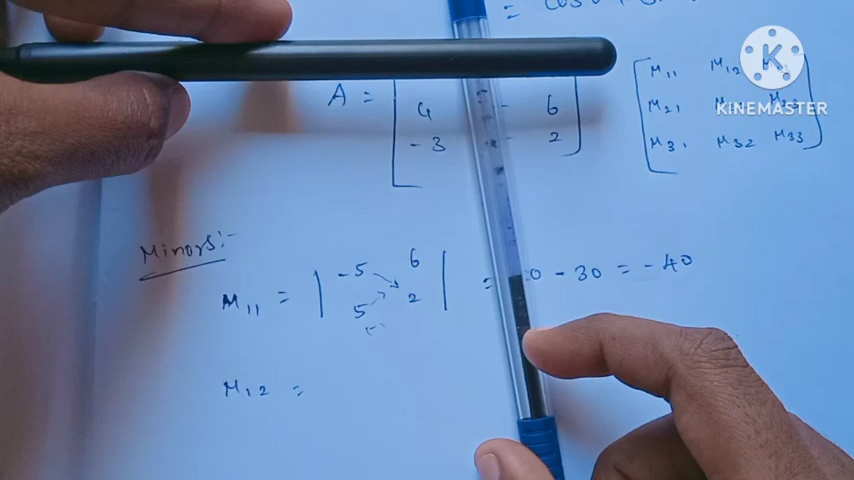 = cos
A = 4 6 M11 M12
-3 2 M21
M31 M32 M33
KINEMASTER
Minors:-
M11 = | -5 6 | = 0 - 30 = -40
5 2
(-)
M12 =